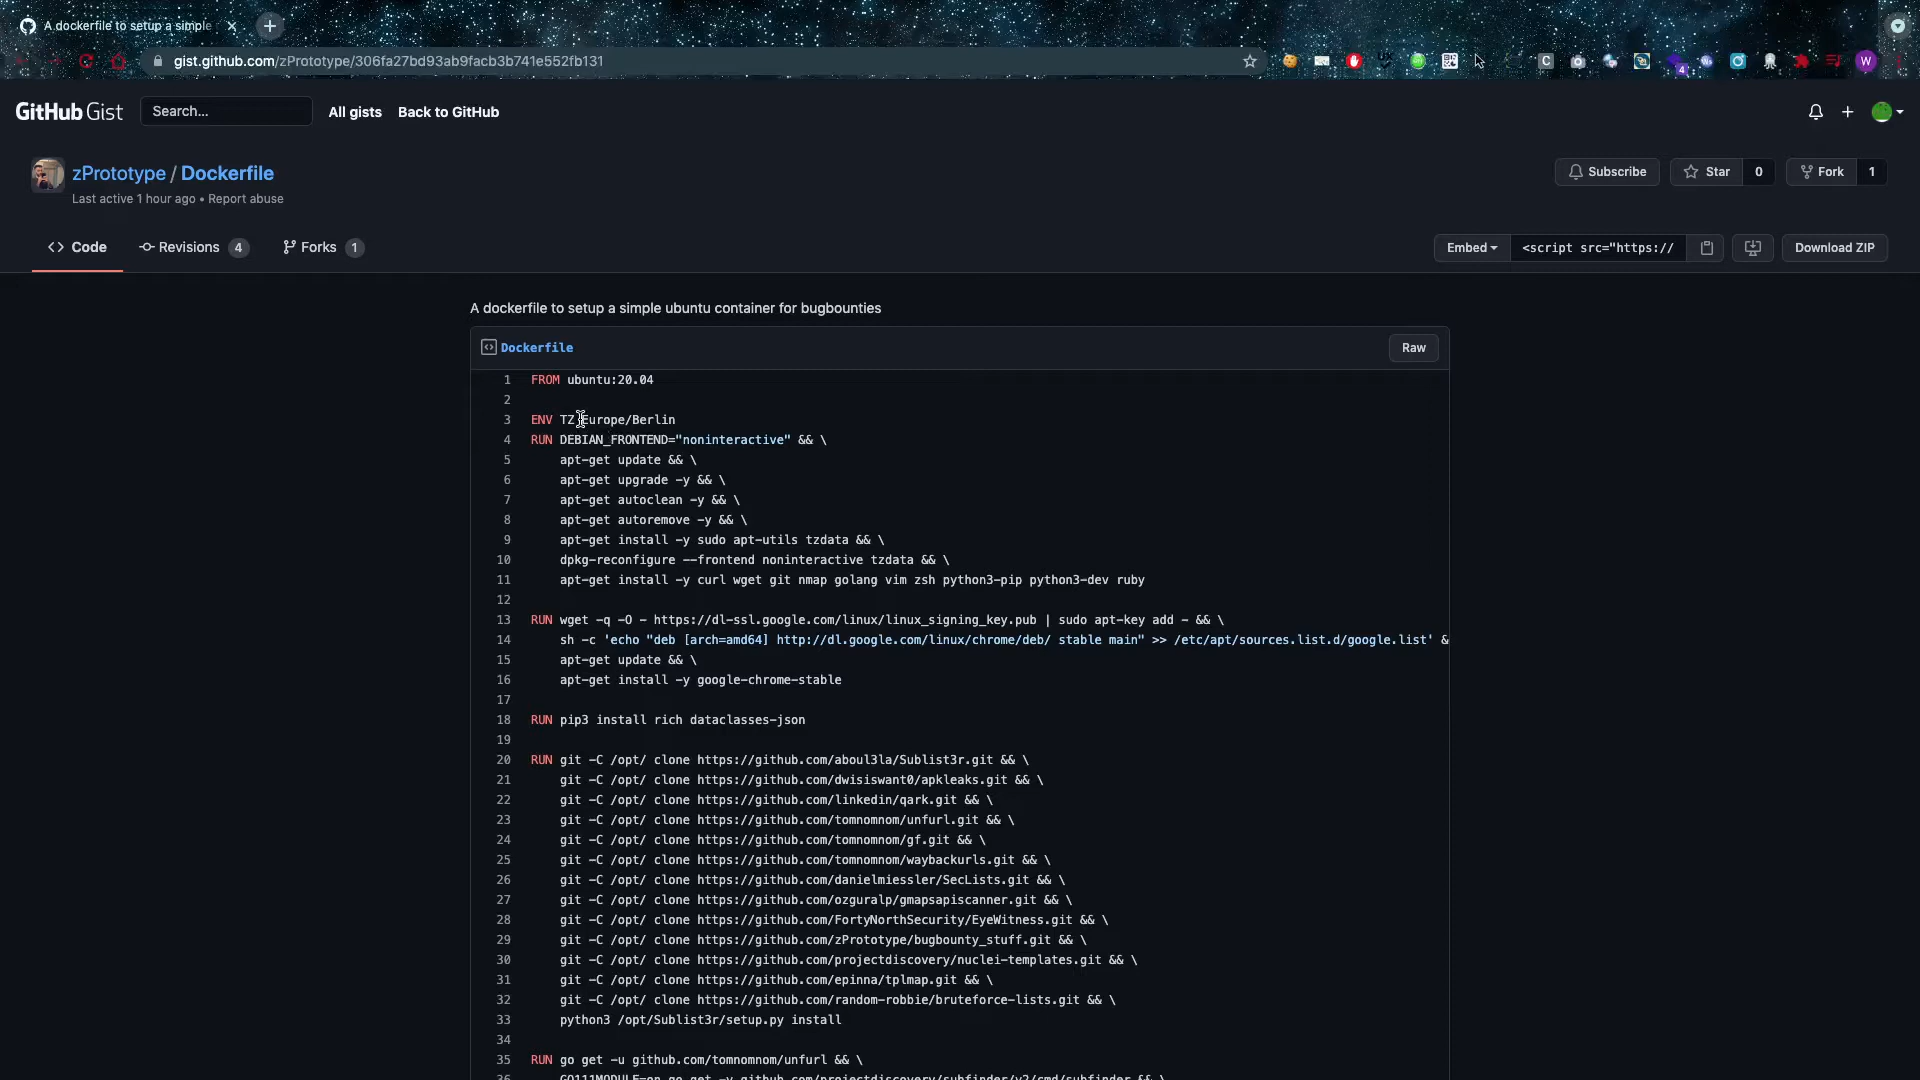 A dockerfile to setup a simple
gist.github.com/zPrototype/306fa27bd93ab9facb3b741e552fb131
GitHub Gist
Search...
All gists
Back to GitHub
zPrototype / Dockerfile
Last active 1 hour ago • Report abuse
Subscribe
Star 0
Fork 1
Code
Revisions 4
Forks 1
Embed
<script src="https://
Download ZIP
A dockerfile to setup a simple ubuntu container for bugbounties
Dockerfile
Raw
1 FROM ubuntu:20.04
2
3 ENV TZ Europe/Berlin
4 RUN DEBIAN_FRONTEND="noninteractive" && \
5 apt-get update && \
6 apt-get upgrade -y && \
7 apt-get autoclean -y && \
8 apt-get autoremove -y && \
9 apt-get install -y sudo apt-utils tzdata && \
10 dpkg-reconfigure --frontend noninteractive tzdata && \
11 apt-get install -y curl wget git nmap golang vim zsh python3-pip python3-dev ruby
12
13 RUN wget -q -O - https://dl-ssl.google.com/linux/linux_signing_key.pub | sudo apt-key add - && \
14 sh -c 'echo "deb [arch=amd64] http://dl.google.com/linux/chrome/deb/ stable main" >> /etc/apt/sources.list.d/google.list' &
15 apt-get update && \
16 apt-get install -y google-chrome-stable
17
18 RUN pip3 install rich dataclasses-json
19
20 RUN git -C /opt/ clone https://github.com/aboul3la/Sublist3r.git && \
21 git -C /opt/ clone https://github.com/dwisiswant0/apkleaks.git && \
22 git -C /opt/ clone https://github.com/linkedin/qark.git && \
23 git -C /opt/ clone https://github.com/tomnomnom/unfurl.git && \
24 git -C /opt/ clone https://github.com/tomnomnom/gf.git && \
25 git -C /opt/ clone https://github.com/tomnomnom/waybackurls.git && \
26 git -C /opt/ clone https://github.com/danielmiessler/SecLists.git && \
27 git -C /opt/ clone https://github.com/ozguralp/gmapsapiscanner.git && \
28 git -C /opt/ clone https://github.com/FortyNorthSecurity/EyeWitness.git && \
29 git -C /opt/ clone https://github.com/zPrototype/bugbounty_stuff.git && \
30 git -C /opt/ clone https://github.com/projectdiscovery/nuclei-templates.git && \
31 git -C /opt/ clone https://github.com/epinna/tplmap.git && \
32 git -C /opt/ clone https://github.com/random-robbie/bruteforce-lists.git && \
33 python3 /opt/Sublist3r/setup.py install
34
35 RUN go get -u github.com/tomnomnom/unfurl && \
36 GO111MODULE=on go get -v github.com/projectdiscovery/subfinder/v2/cmd/subfinder && \